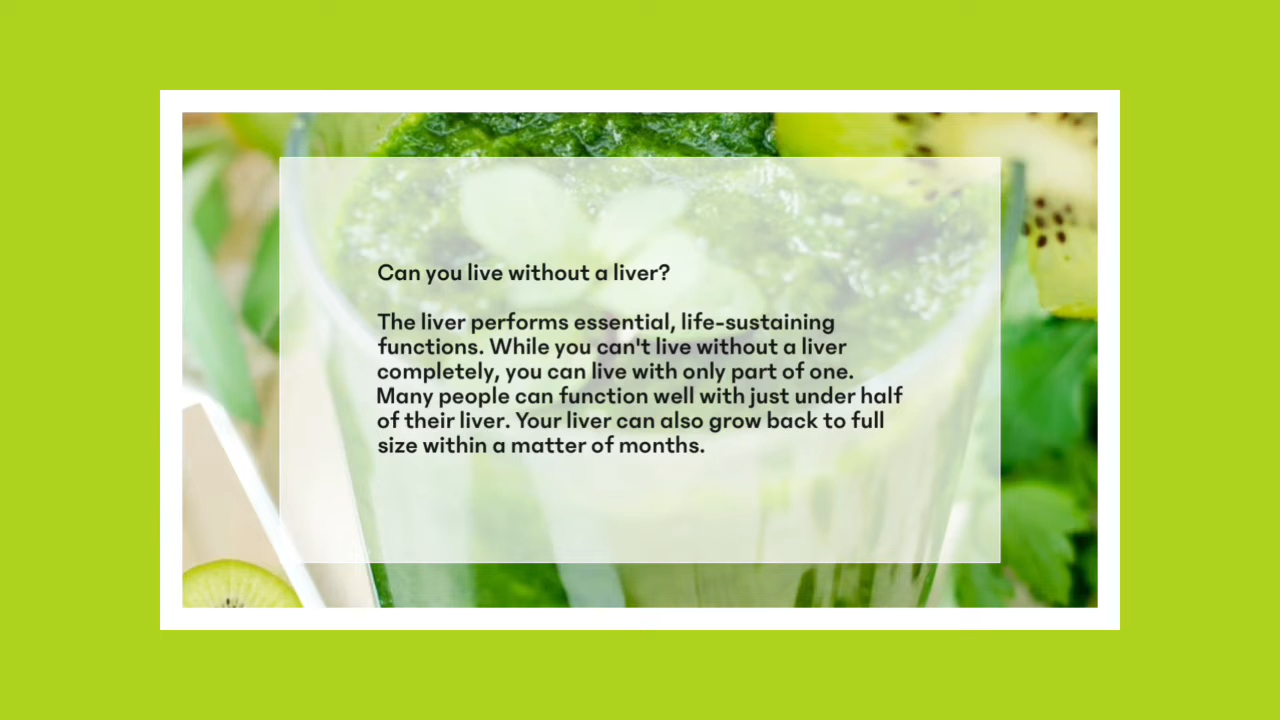 Can you live without a liver?
The liver performs essential, life-sustaining
functions. While you can't live without a liver
completely, you can live with only part of one.
Many people can function well with just under half
of their liver. Your liver can also grow back to full
size within a matter of months.